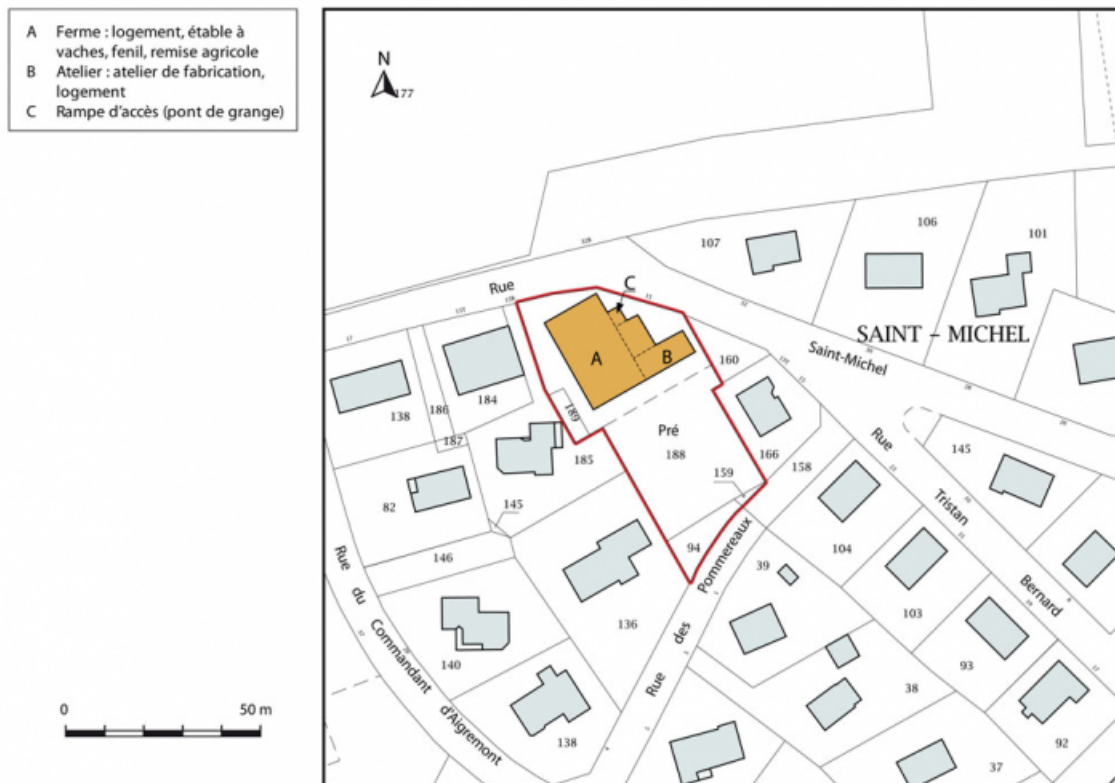 A Ferme : logement, étable à
vaches, fenil, remise agricole
B Atelier : atelier de fabrication,
logement
C Rampe d'accès (pont de grange)
N
177
106
107
101
Rue
C
SAINT - MICHEL
Saint-Michel
A
B
160
138
186
184
189
187
Pré
188
185
166
159
158
145
82
145
146
94
Rue
Tristan
Bernard
Rue
des
Pommereaux
39
104
103
93
92
136
140
138
38
37
Rue
du
Commandant
d'Aigremont
0 50 m